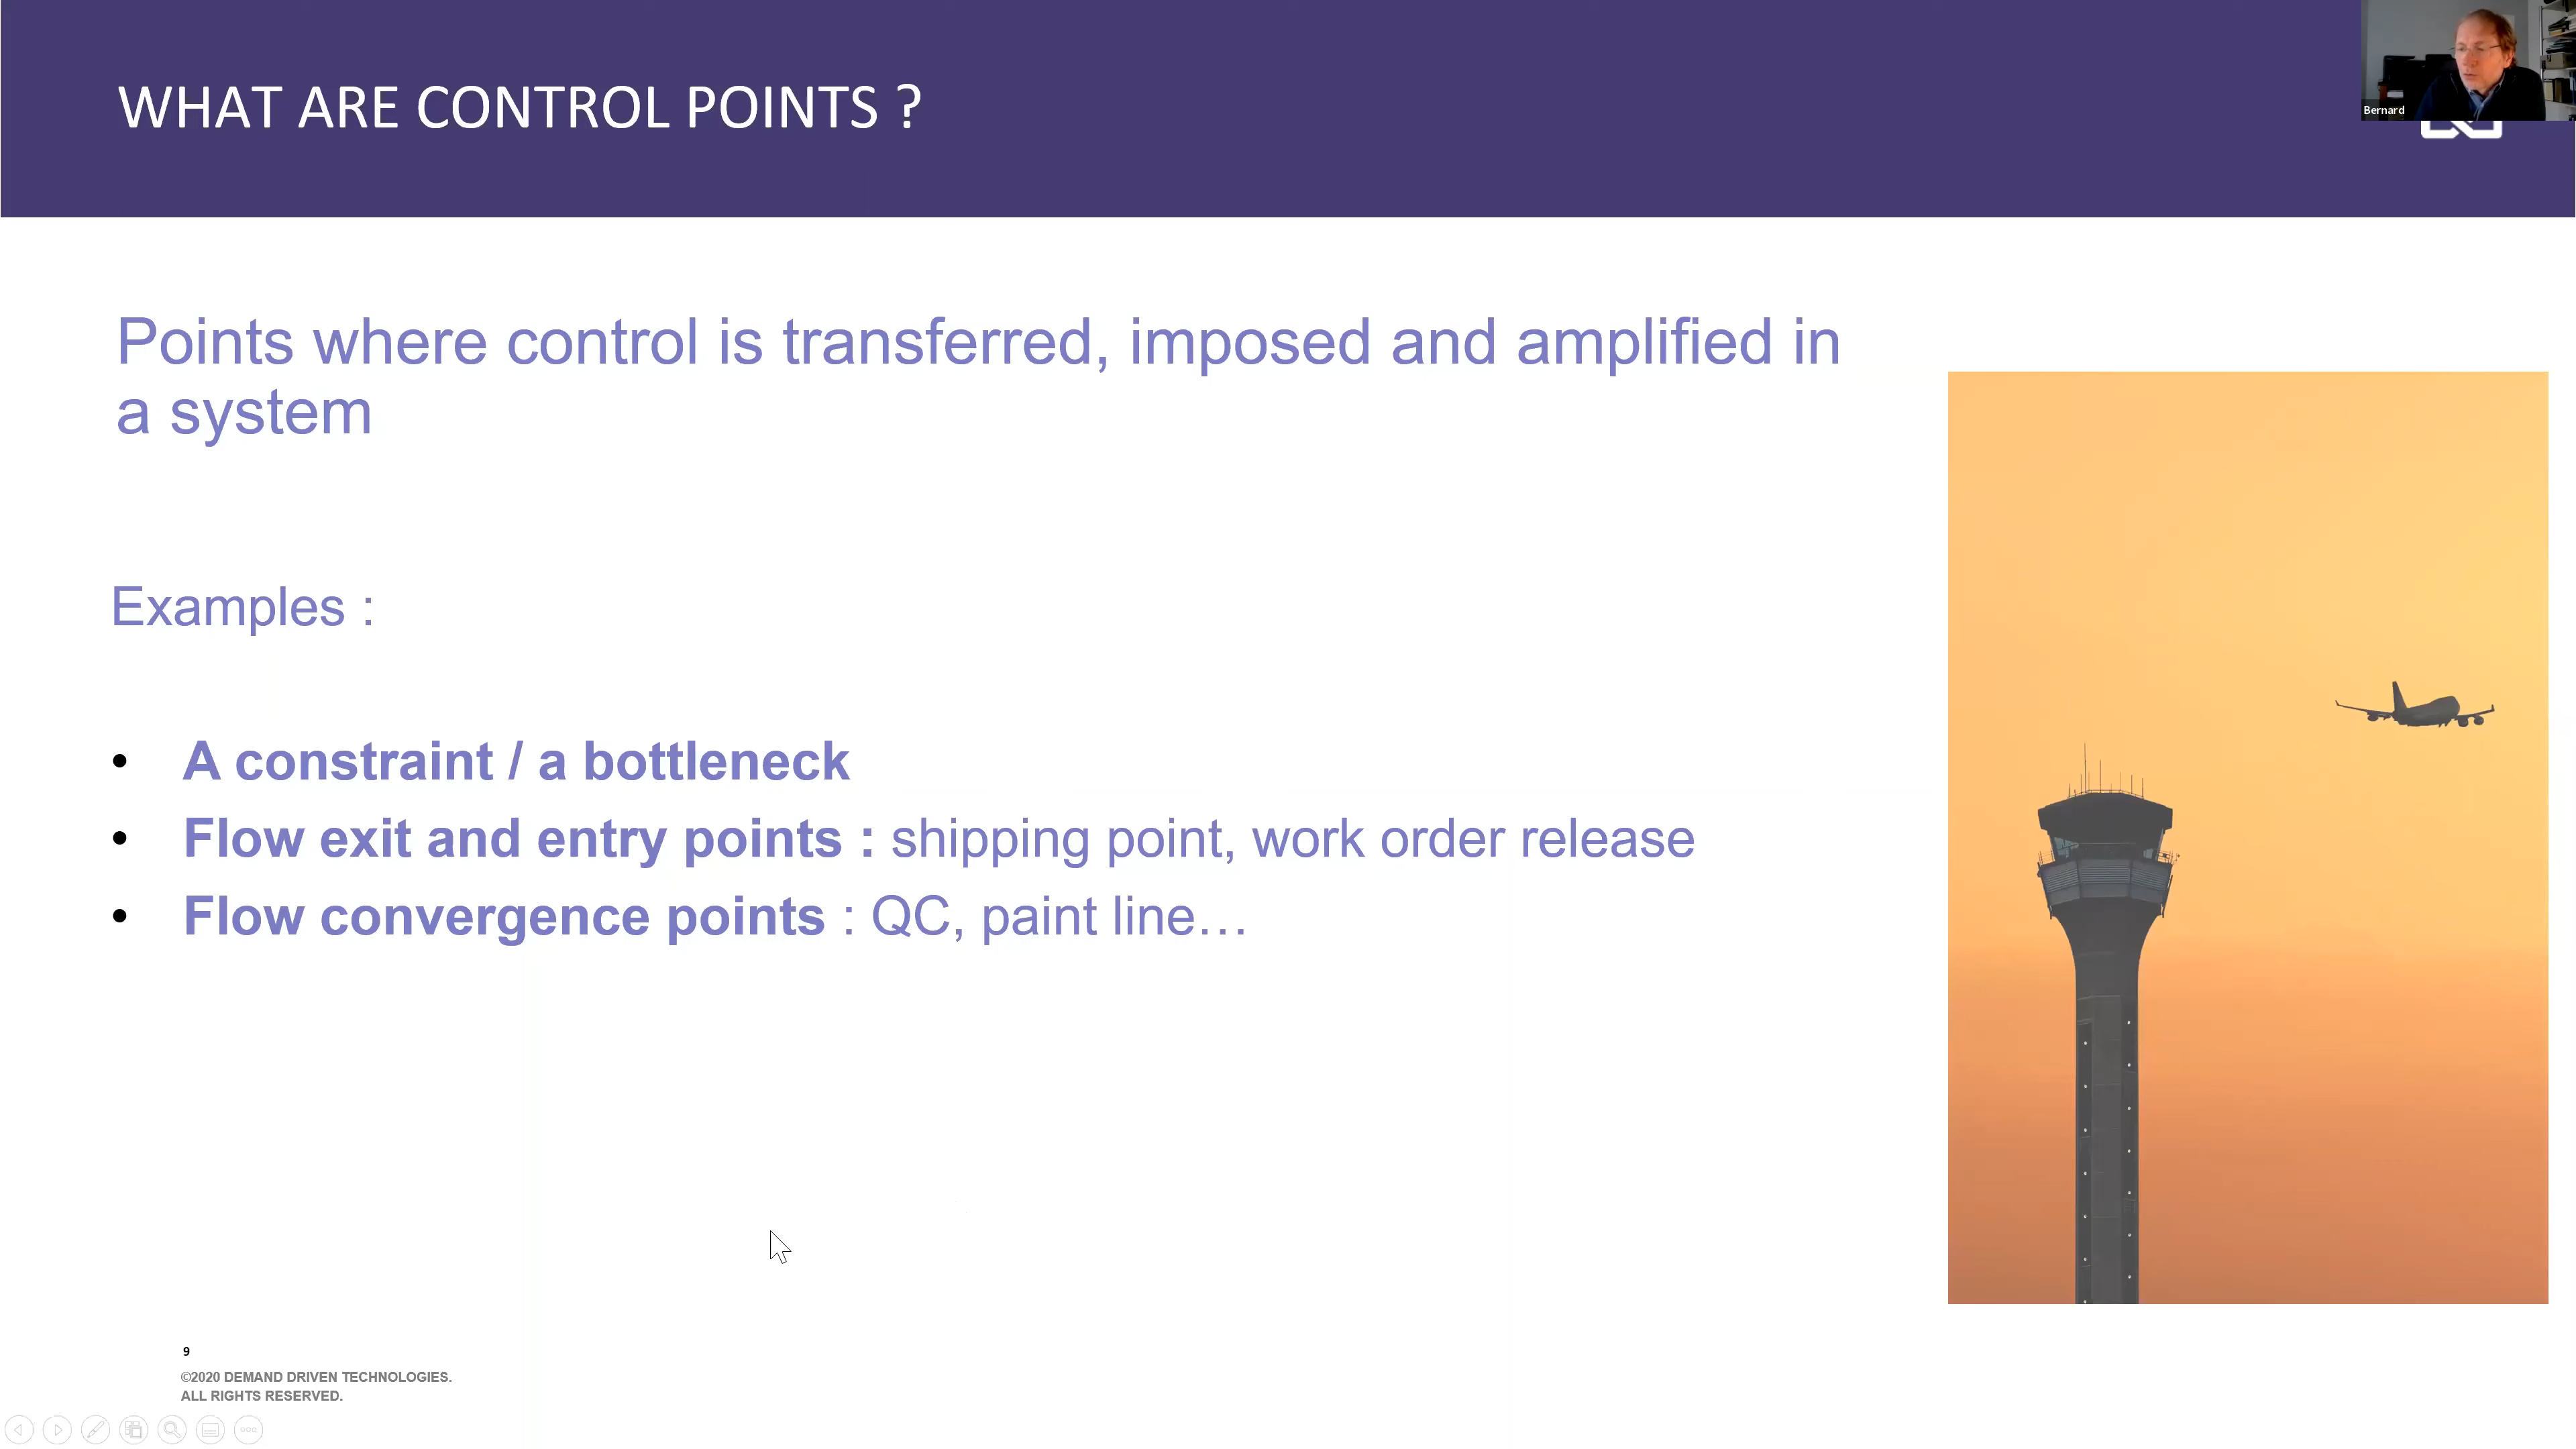 WHAT ARE CONTROL POINTS ?
Bernard
Points where control is transferred, imposed and amplified in
a system
Examples :
• A constraint / a bottleneck
• Flow exit and entry points : shipping point, work order release
• Flow convergence points : QC, paint line…
9
©2020 DEMAND DRIVEN TECHNOLOGIES.
ALL RIGHTS RESERVED.